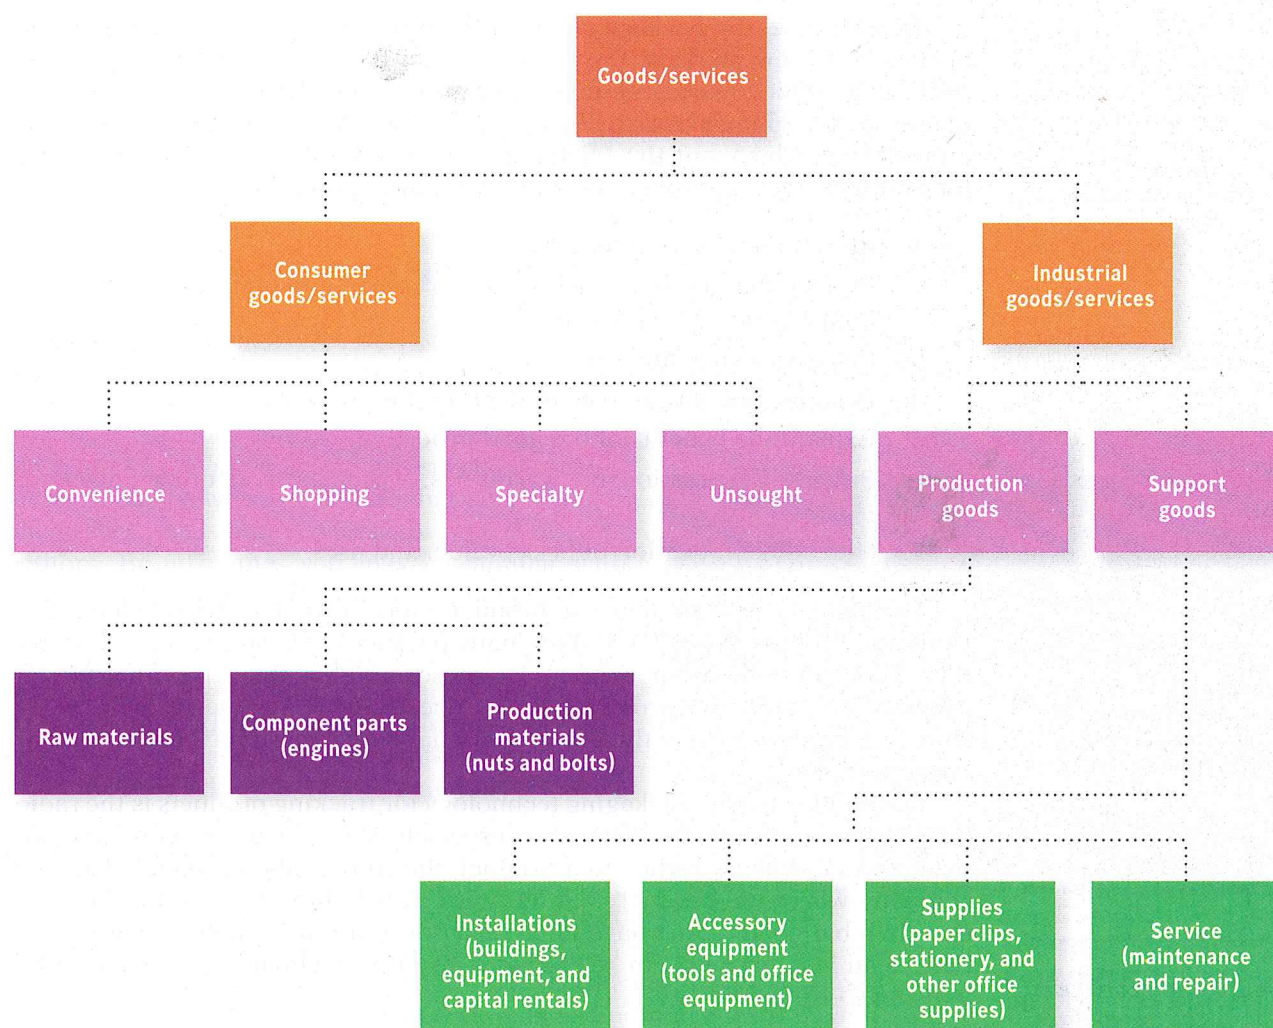 Goods/services
Consumer
goods/services
Industrial
goods/services
Convenience
Shopping
Specialty
Unsought
Production
goods
Support
goods
Raw materials
Component parts
(engines)
Production
materials
(nuts and bolts)
Installations
(buildings,
equipment, and
capital rentals)
Accessory
equipment
(tools and office
equipment)
Supplies
(paper clips,
stationery, and
other office
supplies)
Service
(maintenance
and repair)